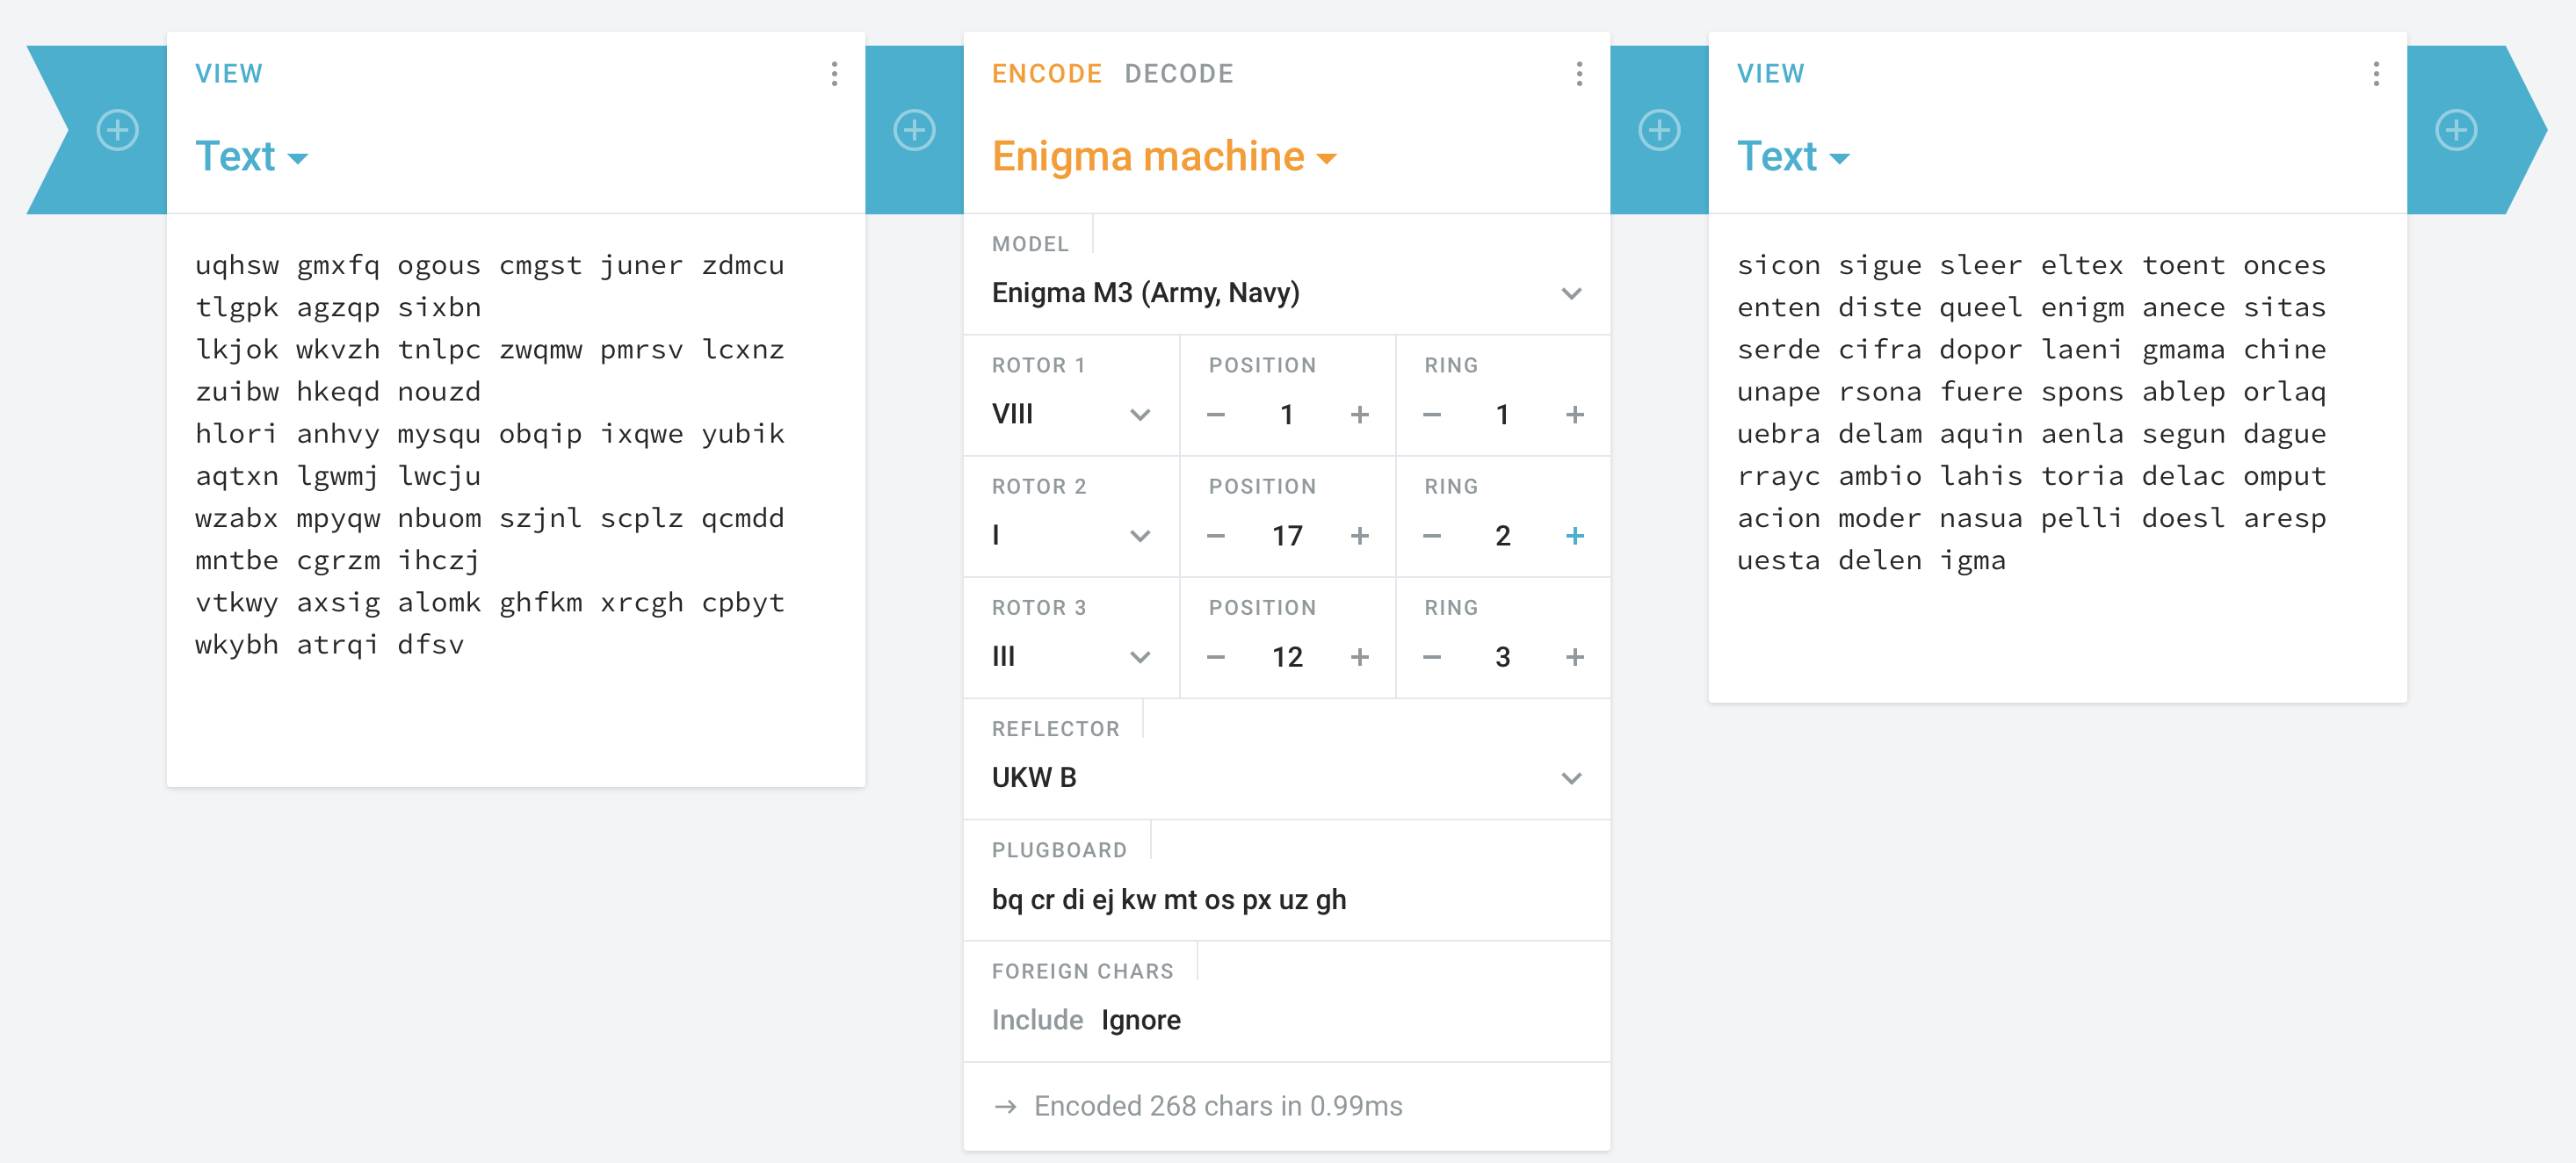 VIEW
Text
uqhsw gmxfq ogous cmgst juner zdmcu
tlgpk agzqp sixbn
lkjok wkvzh tnlpc zwqmw pmrsv lcxnz
zuibw hkeqd nouzd
hlori anhvy mysqu obqip ixqwe yubik
aqtxn lgwmj lwcju
wzabx mpyqw nbuom szjnl scplz qcmdd
mntbe cgrzm ihczj
vtkwy axsig alomk ghfkm xrcgh cpbyt
wkybh atrqi dfsv
ENCODE DECODE
Enigma machine
MODEL
Enigma M3 (Army, Navy)
ROTOR 1 POSITION RING
VIII − 1 + − 1 +
ROTOR 2 POSITION RING
I − 17 + − 2 +
ROTOR 3 POSITION RING
III − 12 + − 3 +
REFLECTOR
UKW B
PLUGBOARD
bq cr di ej kw mt os px uz gh
FOREIGN CHARS
Include Ignore
→ Encoded 268 chars in 0.99ms
VIEW
Text
sicon sigue sleer eltex toent onces
enten diste queel enigm anece sitas
serde cifra dopor laeni gmama chine
unape rsona fuere spons ablep orlaq
uebra delam aquin aenla segun dague
rrayc ambio lahis toria delac omput
acion moder nasua pelli doesl aresp
uesta delen igma